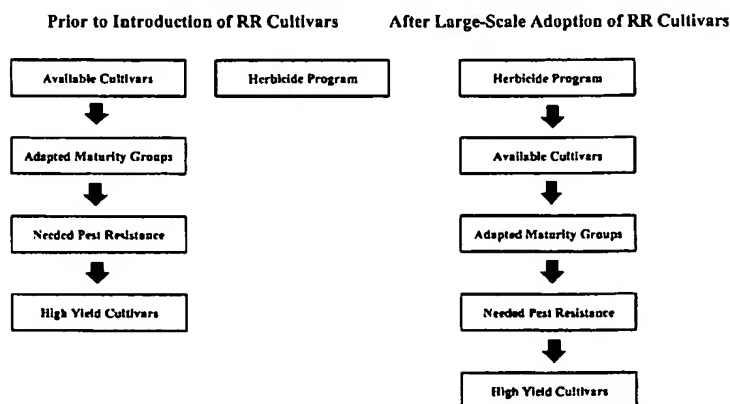 Prior to Introduction of RR Cultivars
Available Cultivars
Herbicide Program
Adapted Maturity Groups
Needed Pest Resistance
High Yield Cultivars
After Large-Scale Adoption of RR Cultivars
Herbicide Program
Available Cultivars
Adapted Maturity Groups
Needed Pest Resistance
High Yield Cultivars